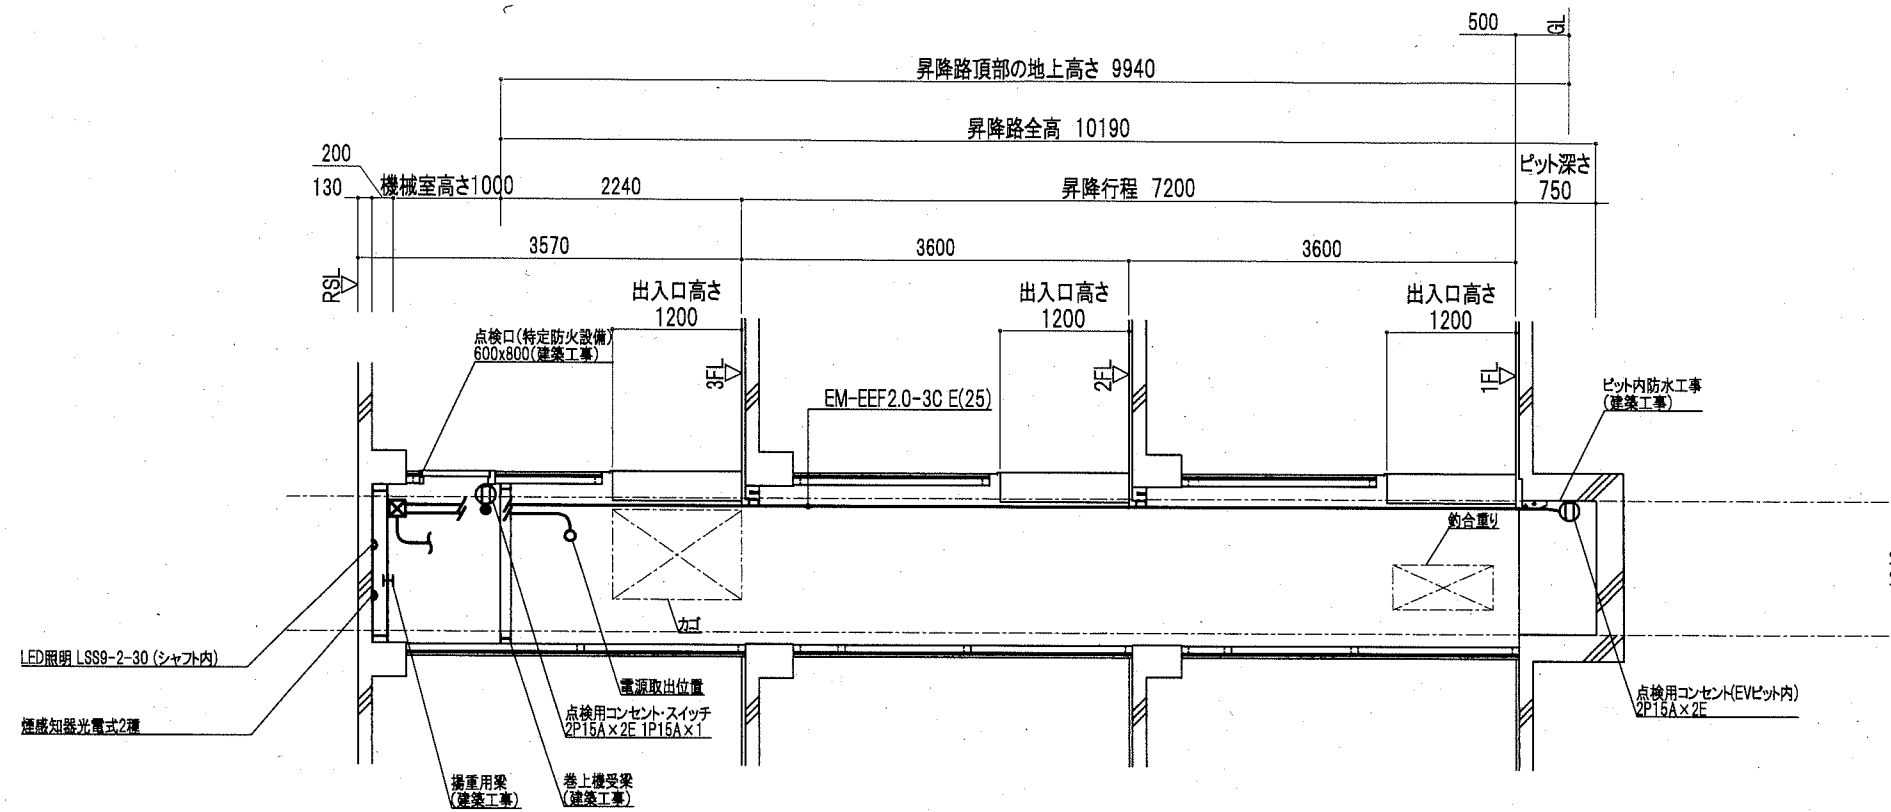 500
GL
昇降路頂部の地上高さ 9940
昇降路全高 10190
200
130
機械室高さ1000
2240
昇降行程 7200
ピット深さ
750
3570
3600
3600
RSL
出入口高さ
1200
出入口高さ
1200
出入口高さ
1200
点検口(特定防火設備)
600x800(建築工事)
3FL
2FL
1FL
EM-EEF2.0-3C E(25)
ピット内防水工事
(建築工事)
釣合重り
カゴ
LED照明 LSS9-2-30 (シャフト内)
煙感知器光電式2種
電源取出位置
点検用コンセント・スイッチ
2P15A×2E 1P15A×1
点検用コンセント(EVピット内)
2P15A×2E
揚重用梁
(建築工事)
巻上機受梁
(建築工事)